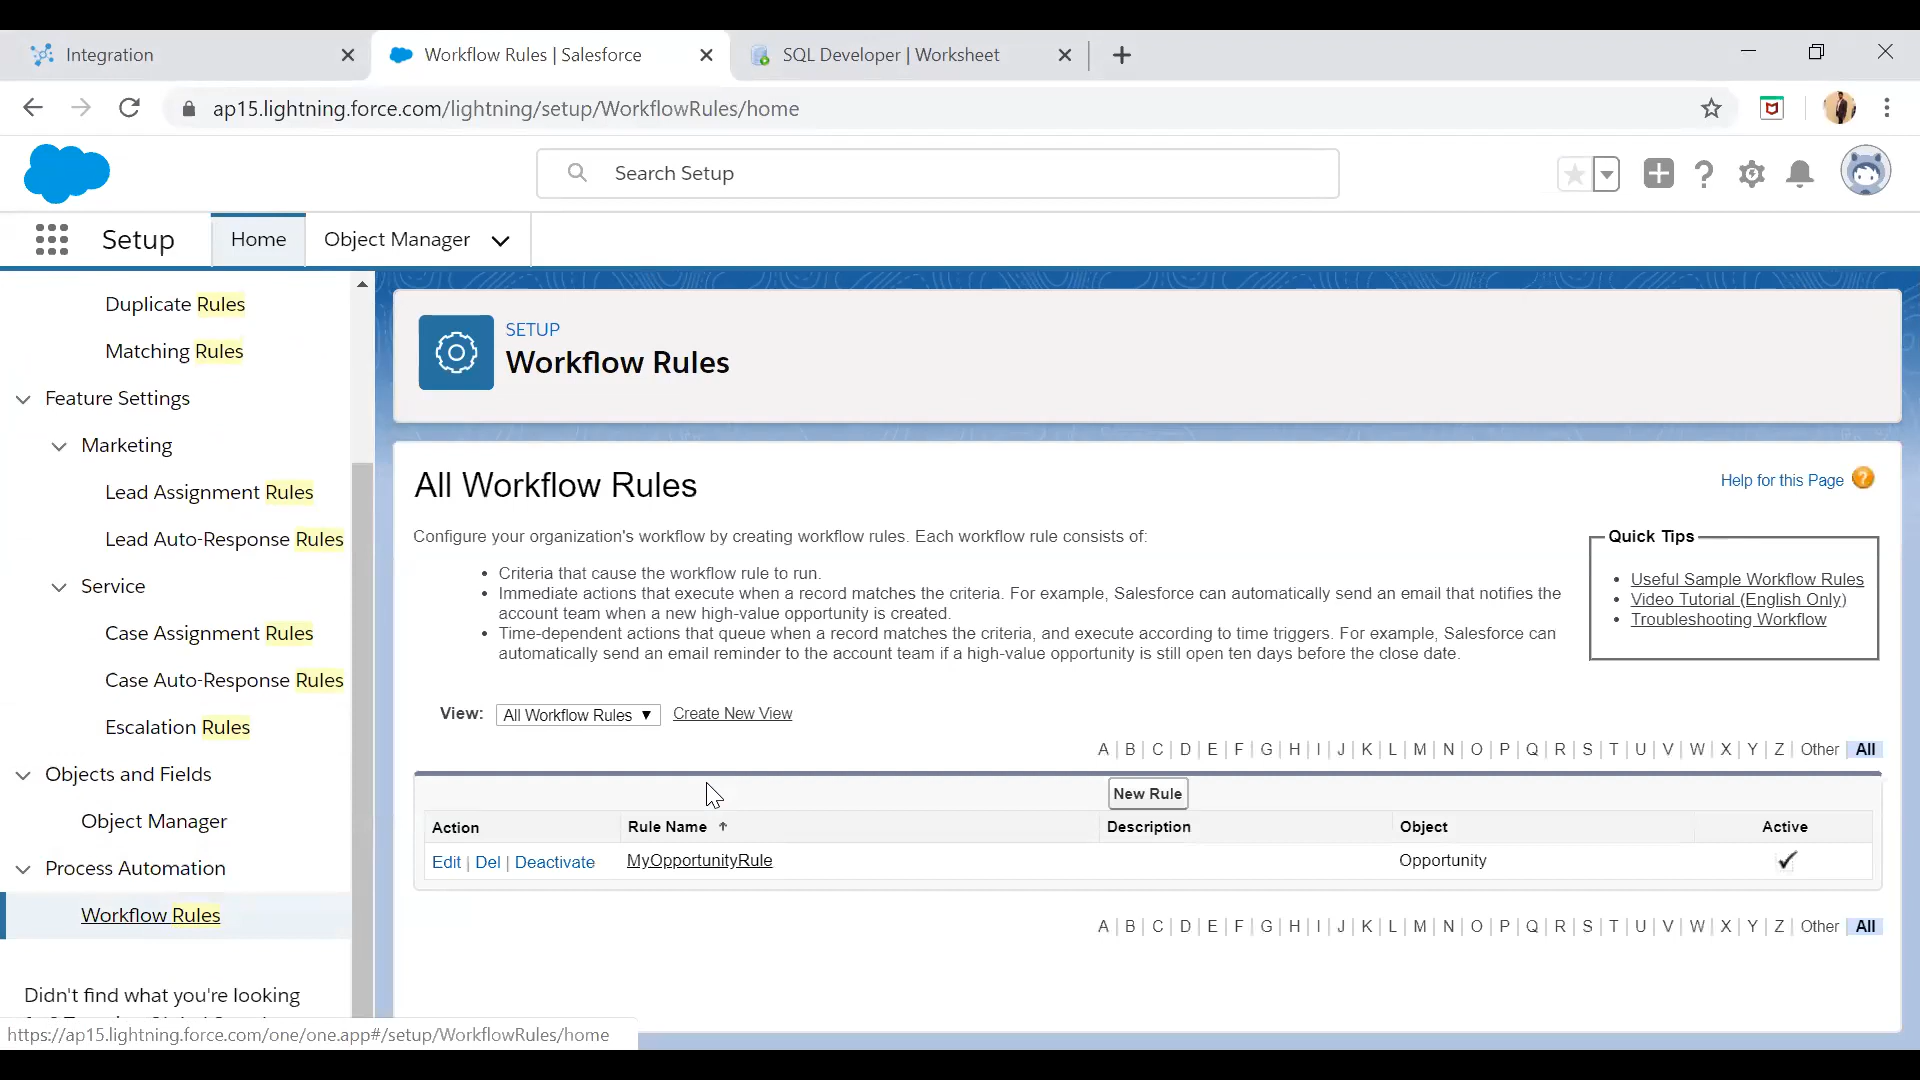 Integration
Workflow Rules | Salesforce
SQL Developer | Worksheet
ap15.lightning.force.com/lightning/setup/WorkflowRules/home
Search Setup
Setup
Home
Object Manager
Duplicate Rules
Matching Rules
Feature Settings
Marketing
Lead Assignment Rules
Lead Auto-Response Rules
Service
Case Assignment Rules
Case Auto-Response Rules
Escalation Rules
Objects and Fields
Object Manager
Process Automation
Workflow Rules
Didn't find what you're looking
https://ap15.lightning.force.com/one/one.app#/setup/WorkflowRules/home
SETUP
Workflow Rules
All Workflow Rules
Help for this Page ?
Configure your organization's workflow by creating workflow rules. Each workflow rule consists of:
• Criteria that cause the workflow rule to run.
• Immediate actions that execute when a record matches the criteria. For example, Salesforce can automatically send an email that notifies the
account team when a new high-value opportunity is created.
• Time-dependent actions that queue when a record matches the criteria, and execute according to time triggers. For example, Salesforce can
automatically send an email reminder to the account team if a high-value opportunity is still open ten days before the close date.
Quick Tips
• Useful Sample Workflow Rules
• Video Tutorial (English Only)
• Troubleshooting Workflow
View: All Workflow Rules ▼ Create New View
A | B | C | D | E | F | G | H | I | J | K | L | M | N | O | P | Q | R | S | T | U | V | W | X | Y | Z | Other | All
New Rule
Action Rule Name ↑ Description Object Active
Edit | Del | Deactivate MyOpportunityRule Opportunity ✓
A | B | C | D | E | F | G | H | I | J | K | L | M | N | O | P | Q | R | S | T | U | V | W | X | Y | Z | Other | All